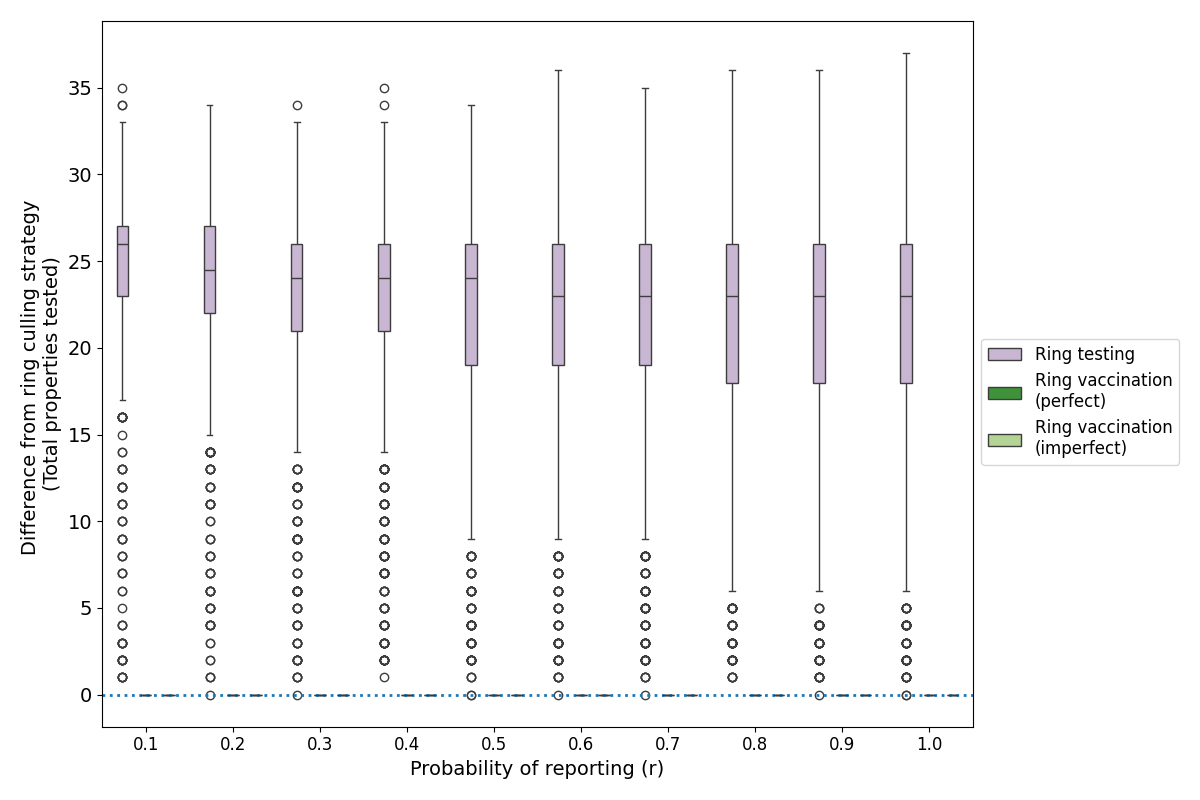 Difference from ring culling strategy
(Total properties tested)
35
30
25
20
15
10
5
0
0.1 0.2 0.3 0.4 0.5 0.6 0.7 0.8 0.9 1.0
Probability of reporting (r)
Ring testing
Ring vaccination
(perfect)
Ring vaccination
(imperfect)